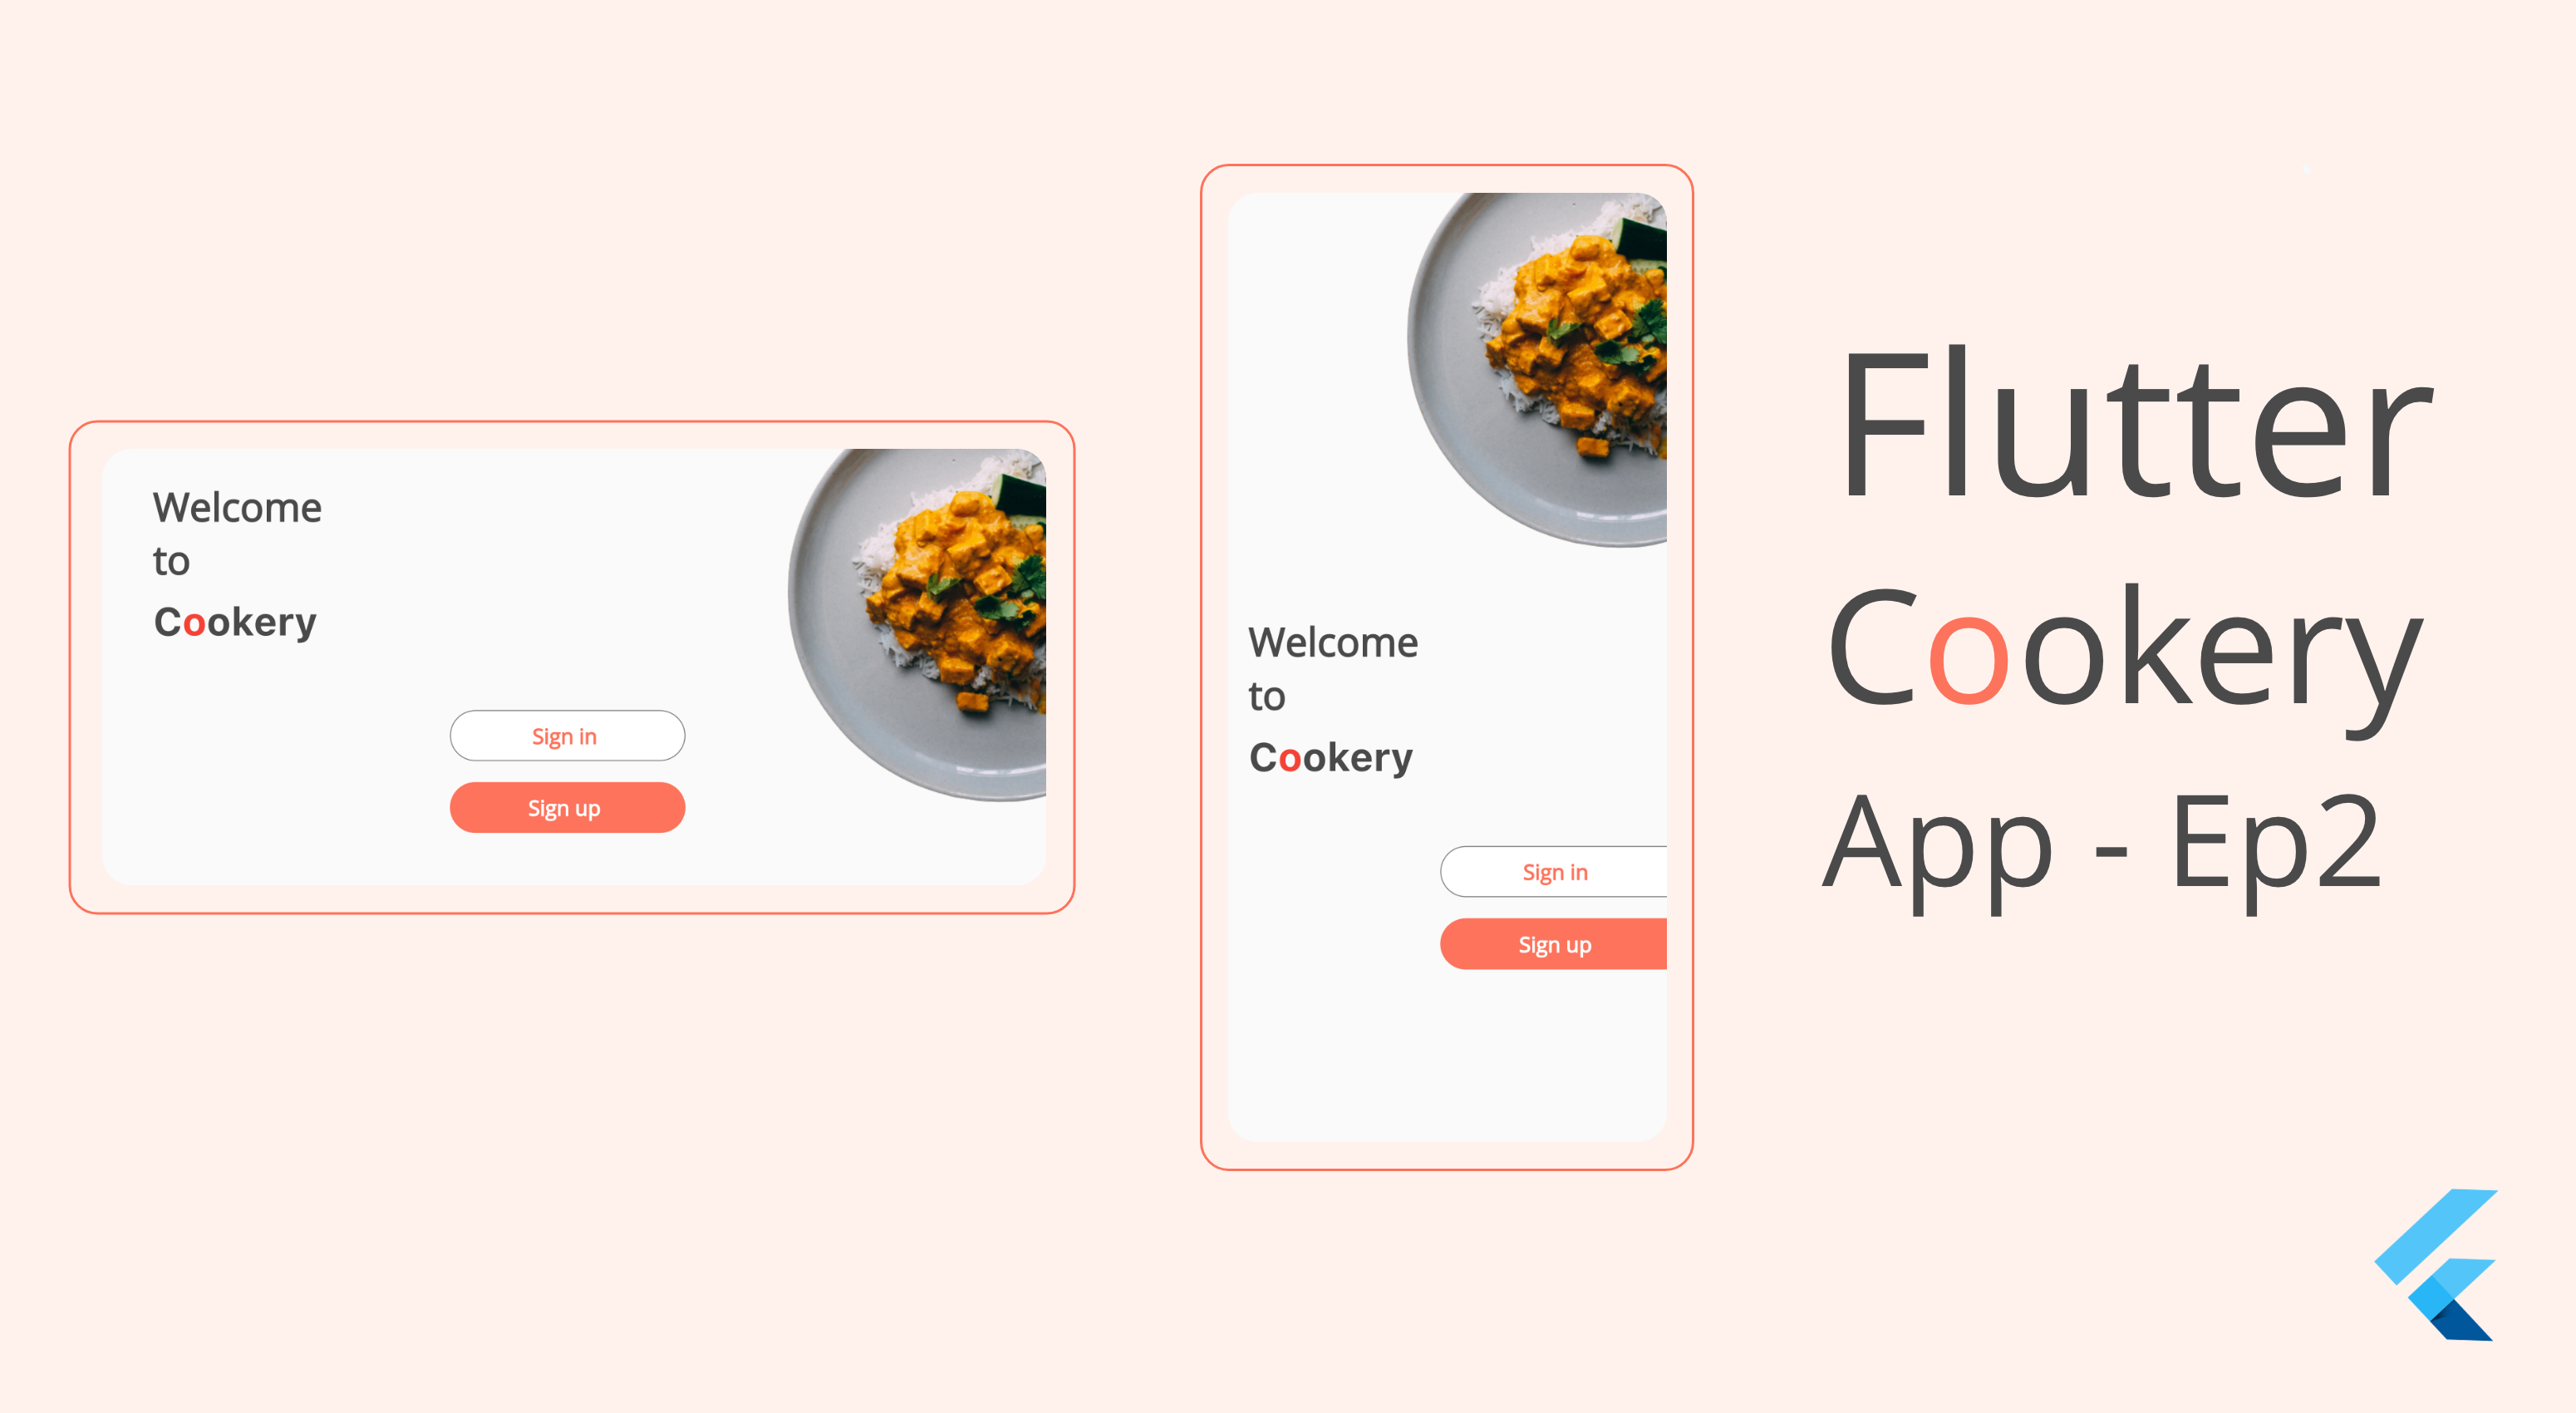 Welcome
to
Cookery
Sign in
Sign up
Welcome
to
Cookery
Sign in
Sign up
Flutter
Cookery
App - Ep2